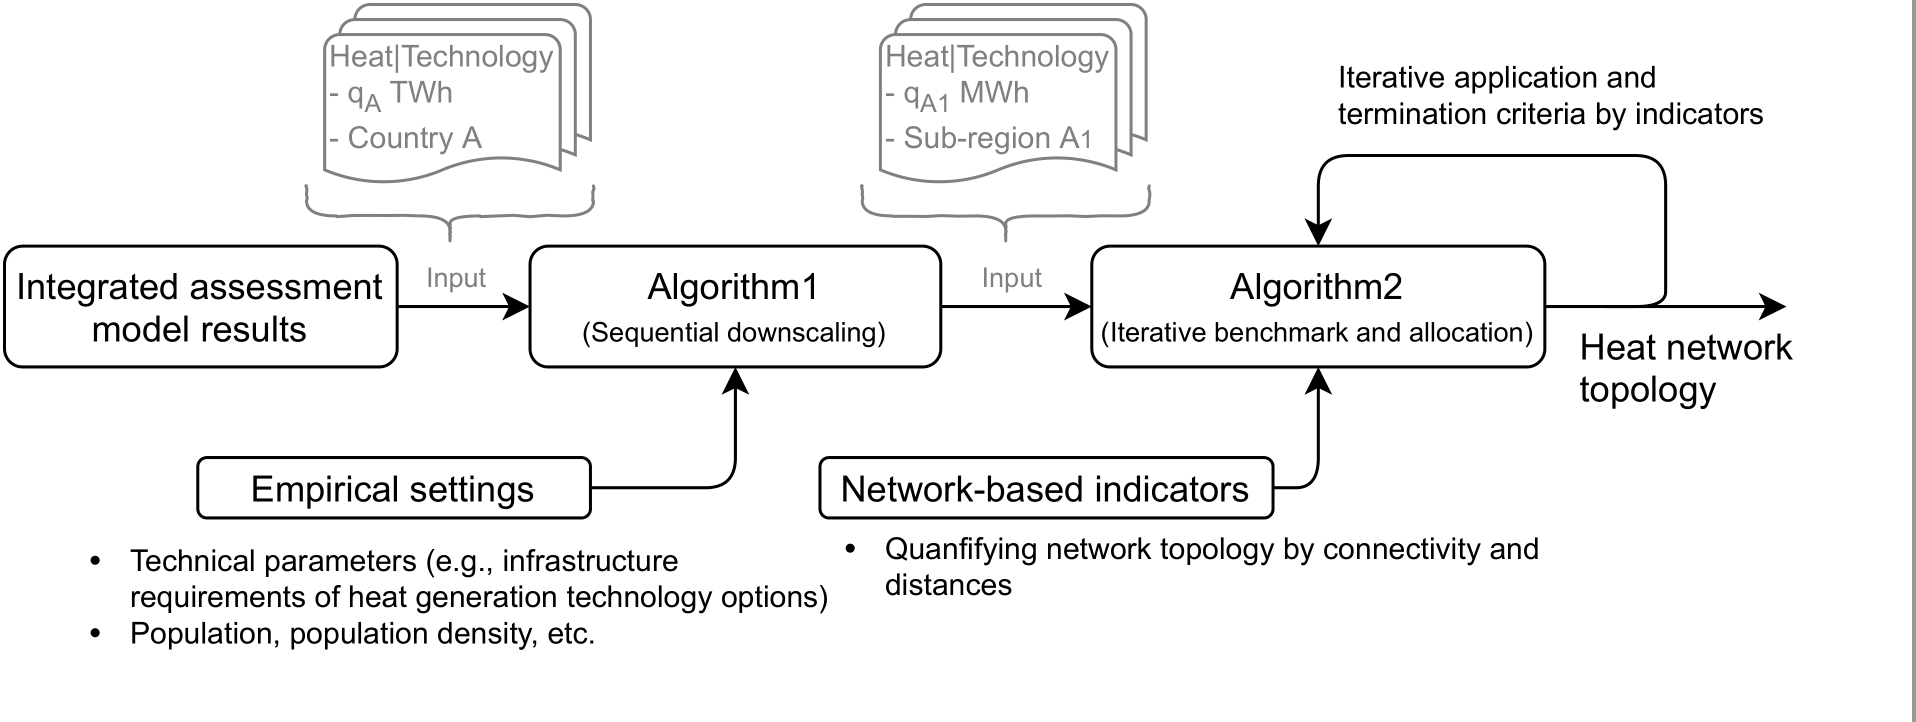 Heat|Technology
- qA TWh
- Country A
Heat|Technology
- qA1 MWh
- Sub-region A1
Iterative application and
termination criteria by indicators
Integrated assessment
model results
Input
Algorithm1
(Sequential downscaling)
Input
Algorithm2
(Iterative benchmark and allocation)
Heat network
topology
Empirical settings
• Technical parameters (e.g., infrastructure
requirements of heat generation technology options)
• Population, population density, etc.
Network-based indicators
• Quanfifying network topology by connectivity and
distances